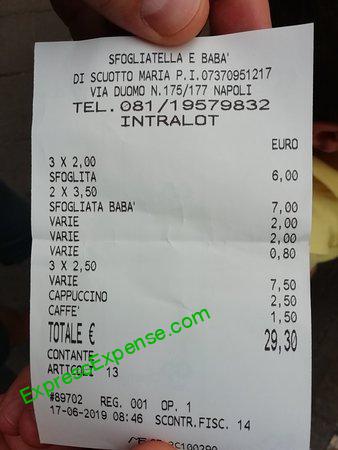 SFOGLIATELLA E BABA'
DI SCUOTTO MARIA P.I.07370951217
VIA DUOMO N.175/177 NAPOLI
TEL.081/19579832
INTRALOT
EURO
3 X 2,00
SFOGLITA 6,00
2 X 3,50
SFOGLIATA BABA' 7,00
VARIE 2,00
VARIE 2,00
VARIE 0,80
3 X 2,50
VARIE 7,50
CAPPUCCINO 2,50
CAFFE' 1,50
TOTALE € 29,30
CONTANTE
ARTICOLI 13
ExpressExpense.com
#89702 REG. 001 OP. 1
17-06-2019 08:46 SCONTR.FISC. 14